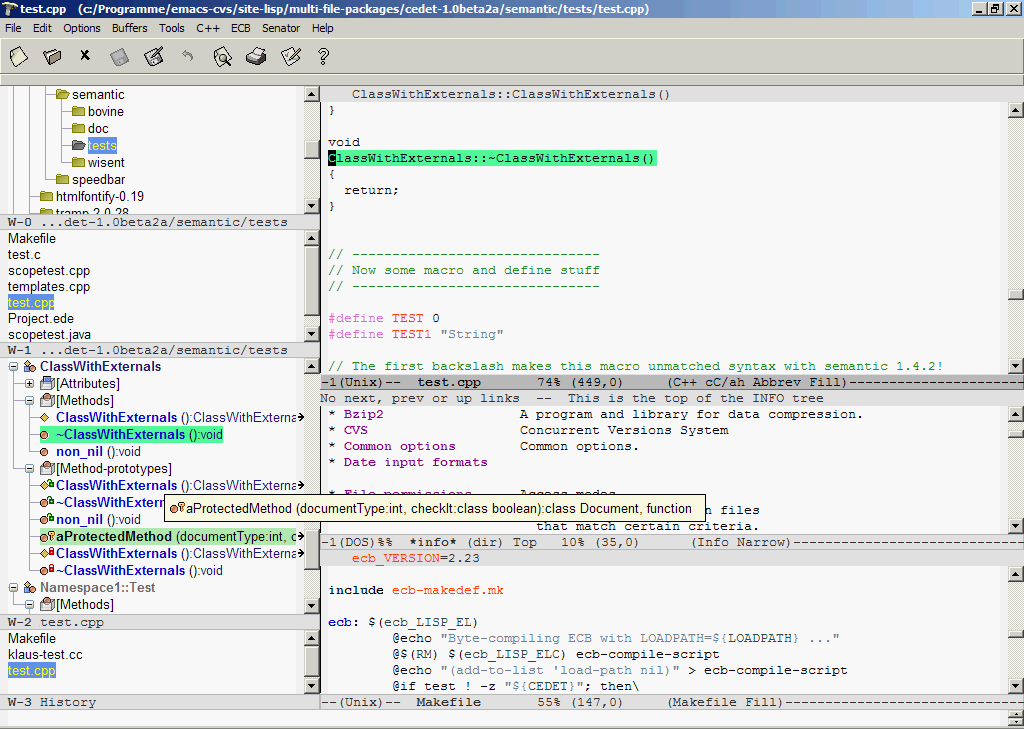 test.cpp (c:/Programme/emacs-cvs/site-lisp/multi-file-packages/cedet-1.0beta2a/semantic/tests/test.cpp)
File Edit Options Buffers Tools C++ ECB Senator Help
semantic
bovine
doc
tests
wisent
speedbar
htmlfontify-0.19
tramp-2.0.28
W-0 ...det-1.0beta2a/semantic/tests
Makefile
test.c
scopetest.cpp
templates.cpp
test.cpp
Project.ede
scopetest.java
W-1 ...det-1.0beta2a/semantic/tests
ClassWithExternals
[Attributes]
[Methods]
ClassWithExternals ():ClassWithExterna
~ClassWithExternals ():void
non_nil ():void
[Method-prototypes]
ClassWithExternals ():ClassWithExterna
~ClassWithExter
non_nil ():void
aProtectedMethod (documentType:int, c
ClassWithExternals ():ClassWithExterna
~ClassWithExternals ():void
Namespace1::Test
[Methods]
W-2 test.cpp
Makefile
klaus-test.cc
test.cpp
W-3 History
ClassWithExternals::ClassWithExternals()
}
void
ClassWithExternals::~ClassWithExternals()
{
return;
}
// -------------------------------
// Now some macro and define stuff
// -------------------------------
#define TEST 0
#define TEST1 "String"
// The first backslash makes this macro unmatched syntax with semantic 1.4.2!
-1(Unix)-- test.cpp 74% (449,0) (C++ cC/ah Abbrev Fill)----------------------
No next, prev or up links -- This is the top of the INFO tree
* Bzip2 A program and library for data compression.
* CVS Concurrent Versions System
* Common options Common options.
* Date input formats
* File permissions Access modes
aProtectedMethod (documentType:int, checkIt:class boolean):class Document, function
n files
that match certain criteria.
-1(DOS)%% *info* (dir) Top 10% (35,0) (Info Narrow)-----------------------------
ecb_VERSION=2.23
include ecb-makedef.mk
ecb: $(ecb_LISP_EL)
@echo "Byte-compiling ECB with LOADPATH=${LOADPATH} ..."
@$(RM) $(ecb_LISP_ELC) ecb-compile-script
@echo "(add-to-list 'load-path nil)" > ecb-compile-script
@if test ! -z "${CEDET}"; then\
--(Unix)-- Makefile 55% (147,0) (Makefile Fill)------------------------------